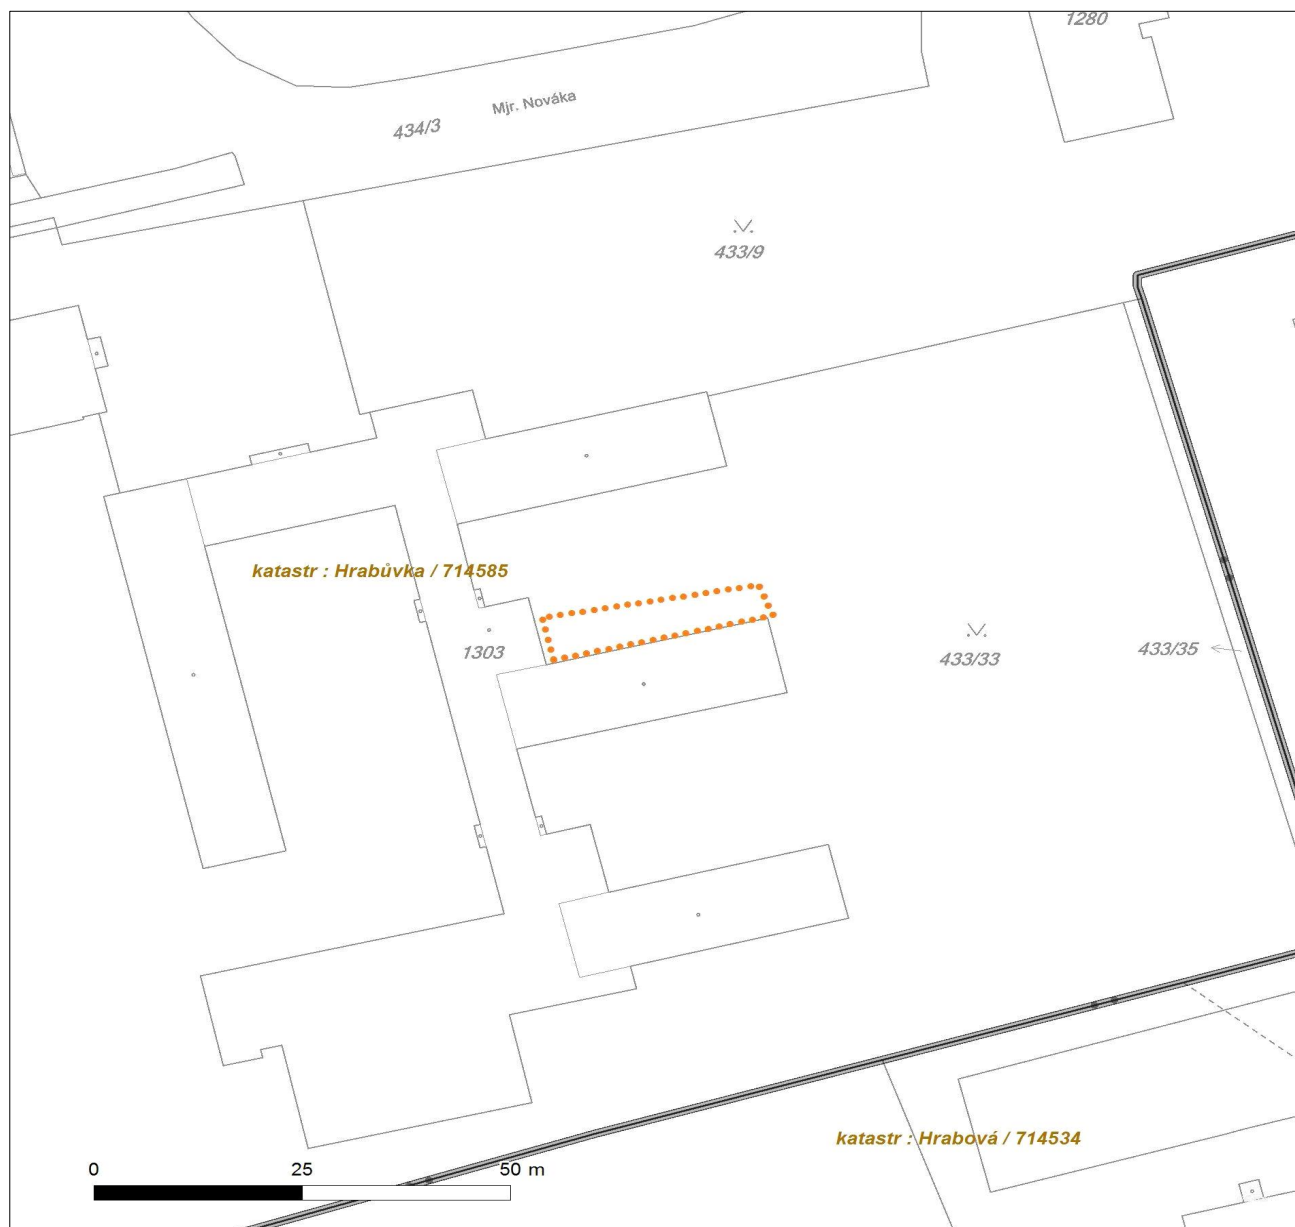 1280
Mjr. Nováka
434/3
433/9
katastr : Hrabůvka / 714585
1303
433/33
433/35
katastr : Hrabová / 714534
0 25 50 m